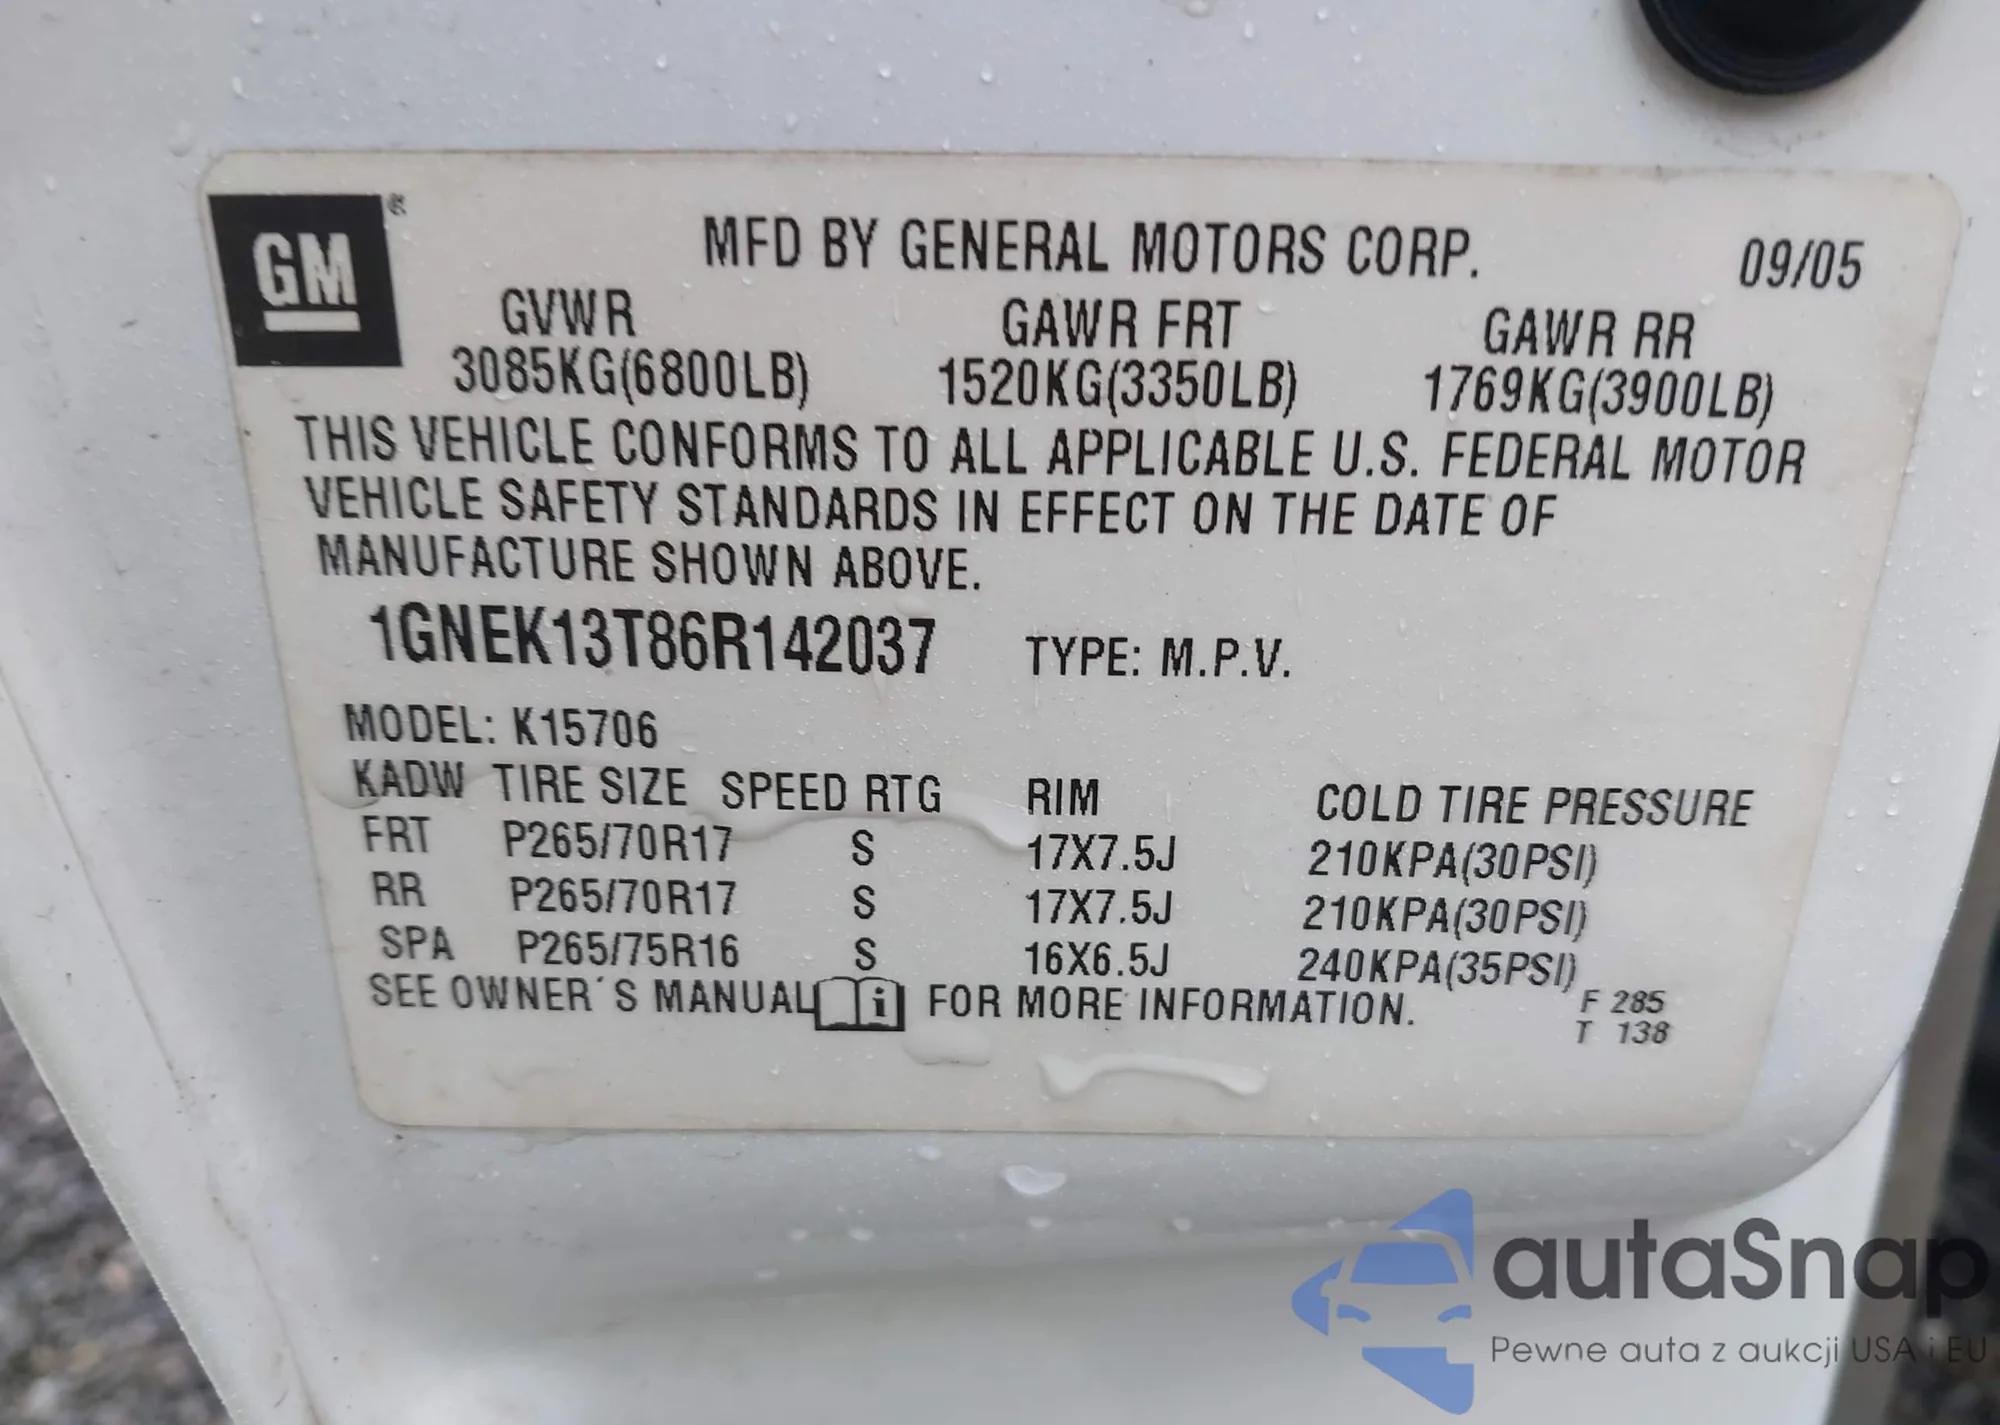 GM
MFD BY GENERAL MOTORS CORP. 09/05
GVWR GAWR FRT GAWR RR
3085KG(6800LB) 1520KG(3350LB) 1769KG(3900LB)
THIS VEHICLE CONFORMS TO ALL APPLICABLE U.S. FEDERAL MOTOR
VEHICLE SAFETY STANDARDS IN EFFECT ON THE DATE OF
MANUFACTURE SHOWN ABOVE.
1GNEK13T86R142037 TYPE: M.P.V.
MODEL: K15706
KADW TIRE SIZE SPEED RTG RIM COLD TIRE PRESSURE
FRT P265/70R17 S 17X7.5J 210KPA(30PSI)
RR P265/70R17 S 17X7.5J 210KPA(30PSI)
SPA P265/75R16 S 16X6.5J 240KPA(35PSI)
SEE OWNER´S MANUAL i FOR MORE INFORMATION.
F 285
T 138
autaSnap
Pewne auta z aukcji USA i EU